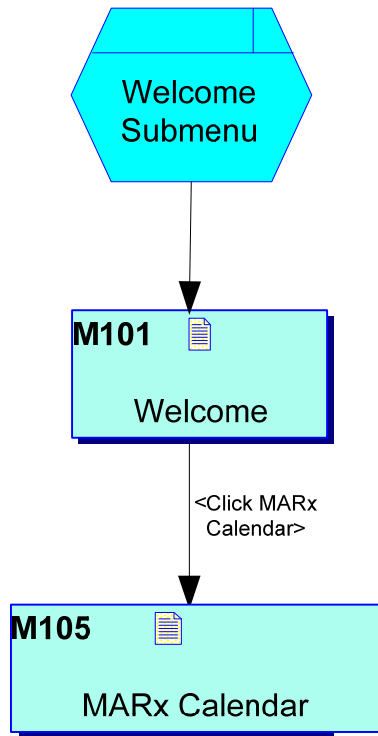 Welcome
Submenu
M101
Welcome
<Click MARx
Calendar>
M105
MARx Calendar